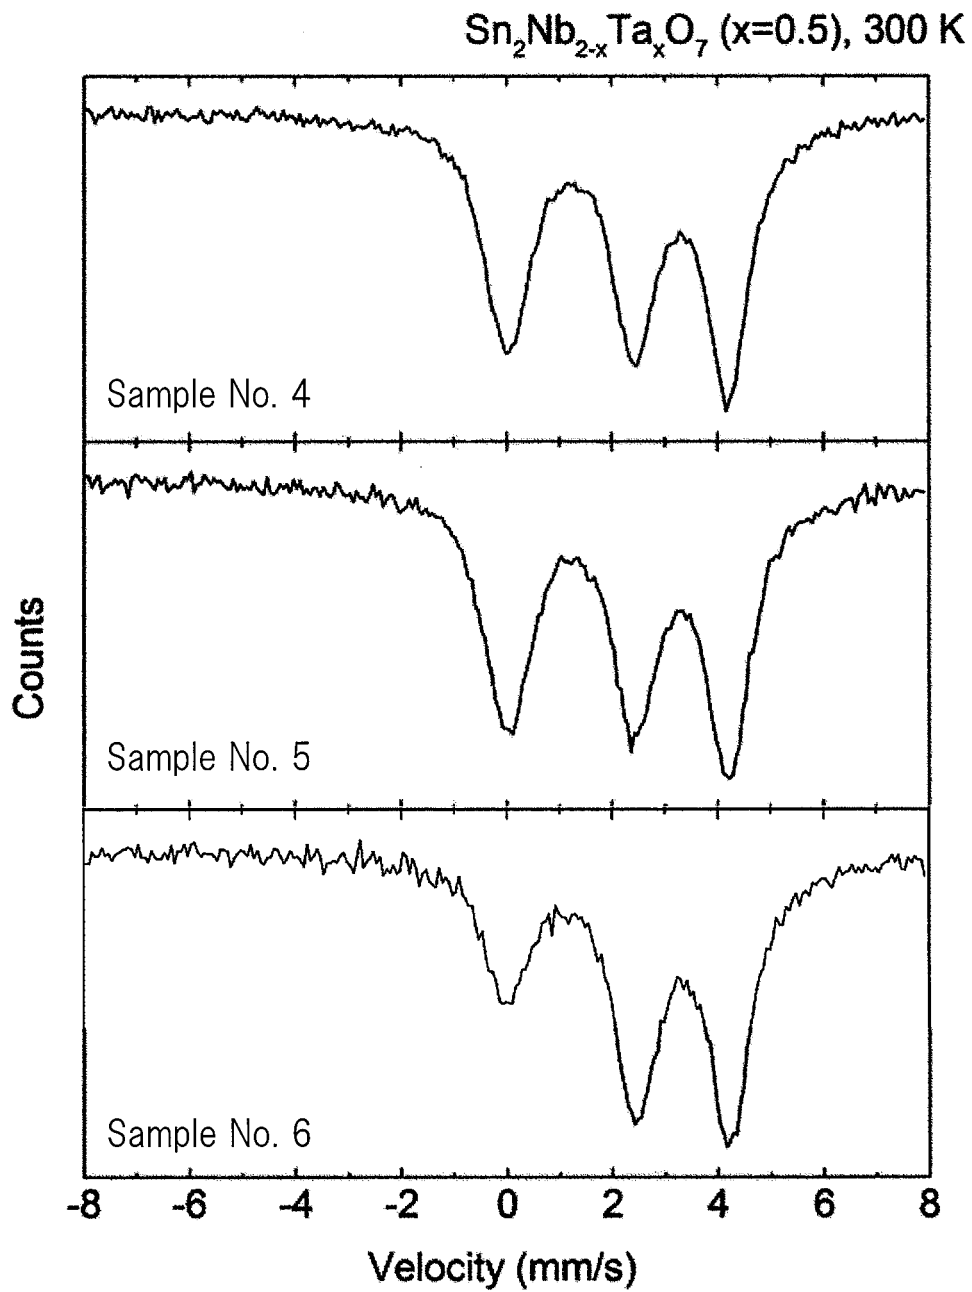 Sn₂Nb₂₋ₓTaₓO₇ (x=0.5), 300 K
Sample No. 4
Sample No. 5
Sample No. 6
Counts
-8 -6 -4 -2 0 2 4 6 8
Velocity (mm/s)